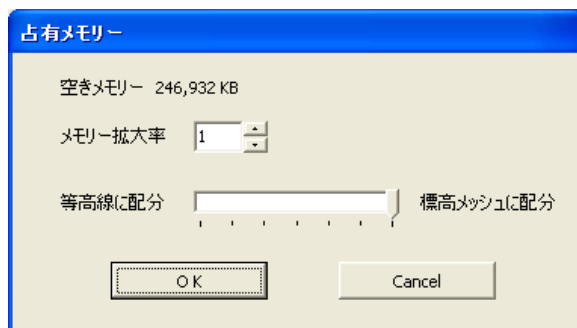 占有メモリー
空きメモリー 246,932 KB
メモリー拡大率 1
等高線に配分 標高メッシュに配分
OK Cancel